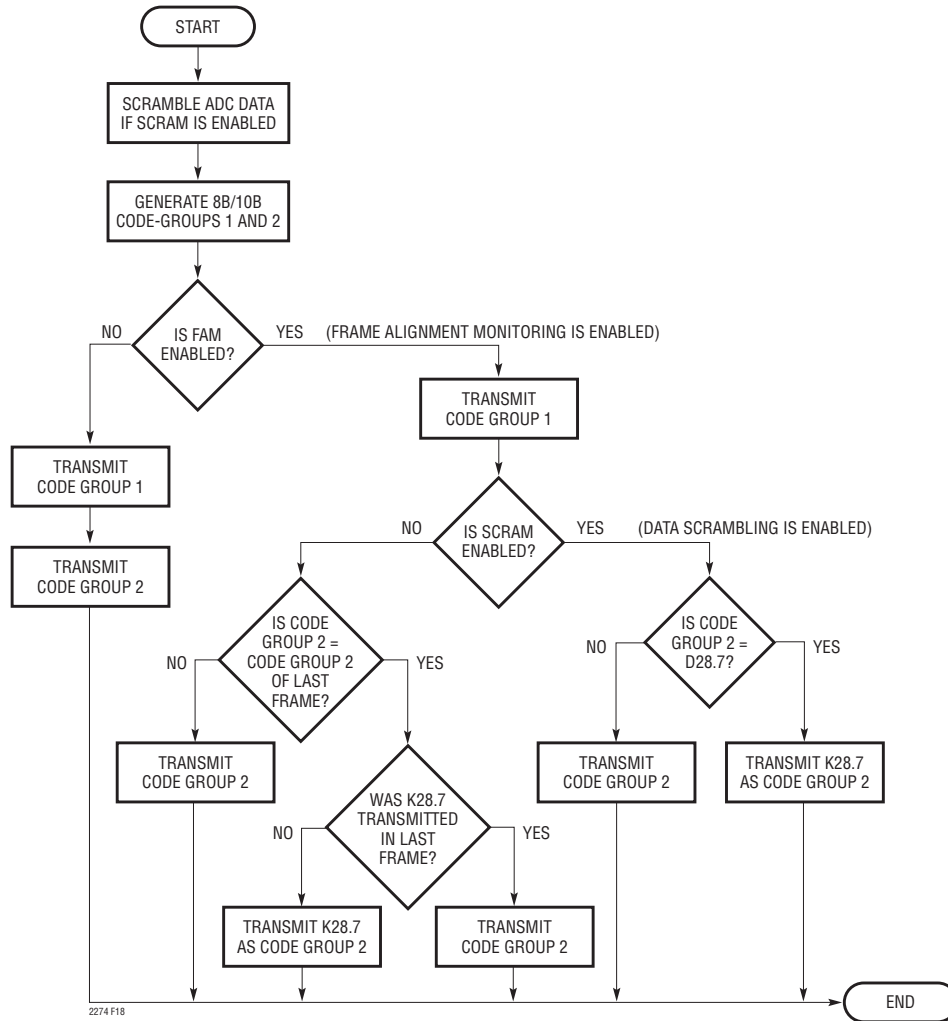 START
SCRAMBLE ADC DATA
IF SCRAM IS ENABLED
GENERATE 8B/10B
CODE-GROUPS 1 AND 2
IS FAM
ENABLED?
NO
YES
(FRAME ALIGNMENT MONITORING IS ENABLED)
TRANSMIT
CODE GROUP 1
TRANSMIT
CODE GROUP 2
TRANSMIT
CODE GROUP 1
IS SCRAM
ENABLED?
NO
YES
(DATA SCRAMBLING IS ENABLED)
IS CODE
GROUP 2 =
CODE GROUP 2
OF LAST
FRAME?
NO
YES
IS CODE
GROUP 2 =
D28.7?
NO
YES
TRANSMIT
CODE GROUP 2
WAS K28.7
TRANSMITTED
IN LAST
FRAME?
NO
YES
TRANSMIT
CODE GROUP 2
TRANSMIT K28.7
AS CODE GROUP 2
TRANSMIT K28.7
AS CODE GROUP 2
TRANSMIT
CODE GROUP 2
END
2274 F18